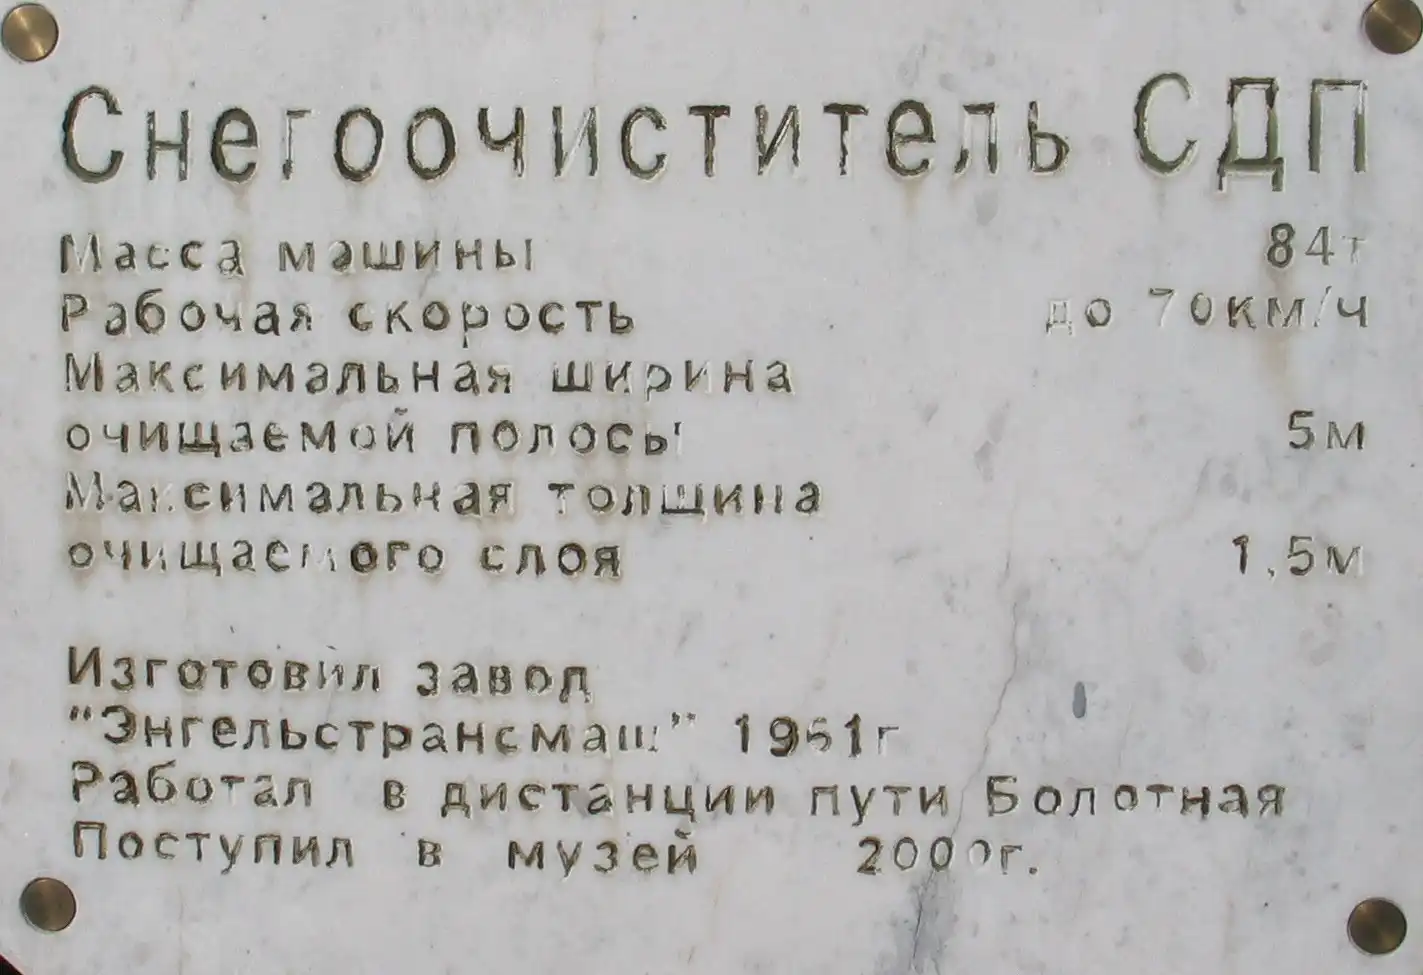 Снегоочиститель СДП
Масса машины 84т
Рабочая скорость до 70км/ч
Максимальная ширина
очищаемой полосы 5м
Максимальная толщина
очищаемого слоя 1,5м
Изготовил завод
"Энгельстрансмаш" 1961г
Работал в дистанции пути Болотная
Поступил в музей 2000г.